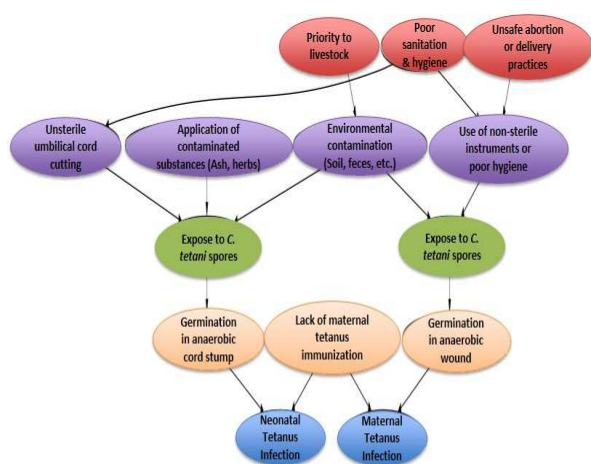 Priority to
livestock
Poor
sanitation
& hygiene
Unsafe abortion
or delivery
practices
Unsterile
umbilical cord
cutting
Application of
contaminated
substances (Ash, herbs)
Environmental
contamination
(Soil, feces, etc.)
Use of non-sterile
instruments or
poor hygiene
Expose to C.
tetani spores
Expose to C.
tetani spores
Germination
in anaerobic
cord stump
Lack of maternal
tetanus
immunization
Germination
in anaerobic
wound
Neonatal
Tetanus
Infection
Maternal
Tetanus
Infection